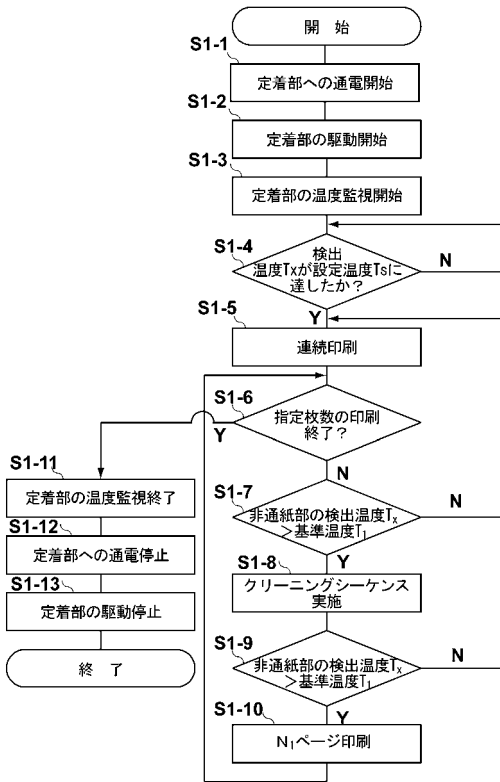 開 始
S1-1
定着部への通電開始
S1-2
定着部の駆動開始
S1-3
定着部の温度監視開始
S1-4
検出
温度Txが設定温度Tsに
達したか？
N
Y
S1-5
連続印刷
S1-6
指定枚数の印刷
終了？
Y
N
S1-7
非通紙部の検出温度Tx
＞基準温度T1
N
Y
S1-8
クリーニングシーケンス
実施
S1-9
非通紙部の検出温度Tx
＞基準温度T1
N
Y
S1-10
N1ページ印刷
S1-11
定着部の温度監視終了
S1-12
定着部への通電停止
S1-13
定着部の駆動停止
終 了